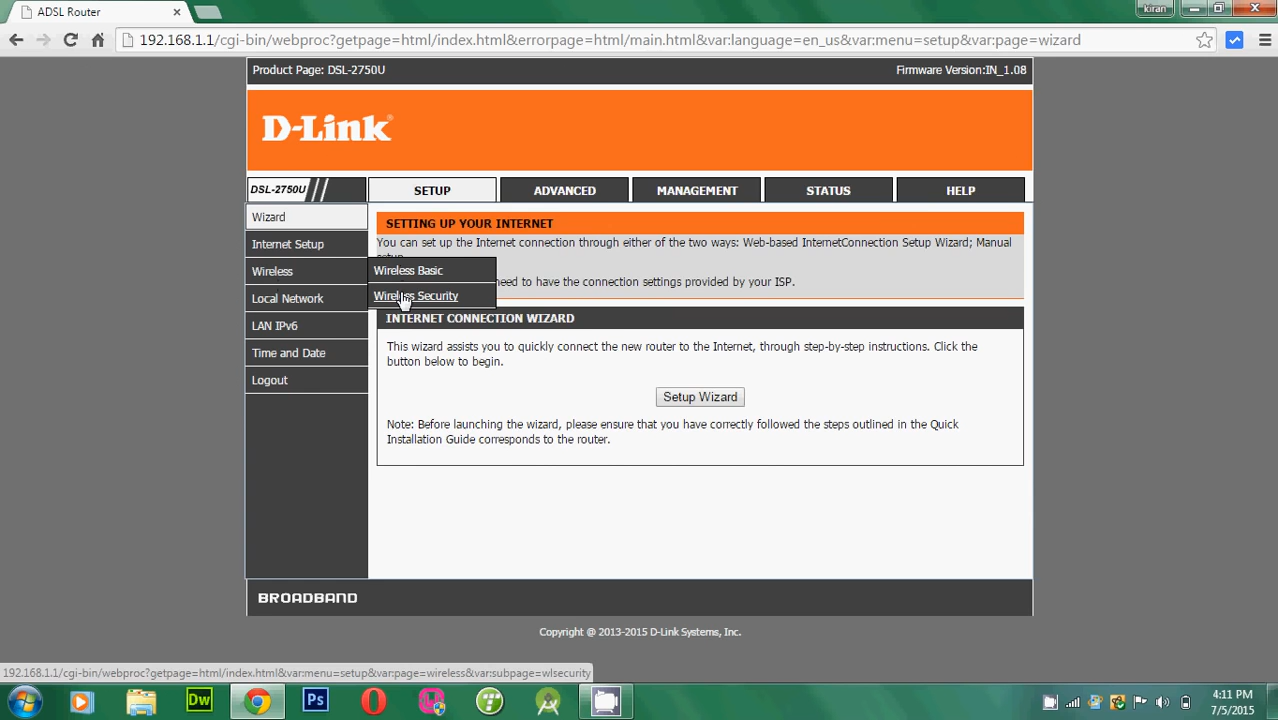 ADSL Router
kiran
192.168.1.1/cgi-bin/webproc?getpage=html/index.html&errorpage=html/main.html&var:language=en_us&var:menu=setup&var:page=wizard
Product Page: DSL-2750U
Firmware Version:IN_1.08
D-Link
DSL-2750U
SETUP
ADVANCED
MANAGEMENT
STATUS
HELP
Wizard
Internet Setup
Wireless
Local Network
LAN IPv6
Time and Date
Logout
Wireless Basic
Wireless Security
SETTING UP YOUR INTERNET
You can set up the Internet connection through either of the two ways: Web-based InternetConnection Setup Wizard; Manual
setup.
need to have the connection settings provided by your ISP.
INTERNET CONNECTION WIZARD
This wizard assists you to quickly connect the new router to the Internet, through step-by-step instructions. Click the
button below to begin.
Setup Wizard
Note: Before launching the wizard, please ensure that you have correctly followed the steps outlined in the Quick
Installation Guide corresponds to the router.
BROADBAND
Copyright @ 2013-2015 D-Link Systems, Inc.
192.168.1.1/cgi-bin/webproc?getpage=html/index.html&var:menu=setup&var:page=wireless&var:subpage=wlsecurity
Dw
Ps
4:11 PM
7/5/2015